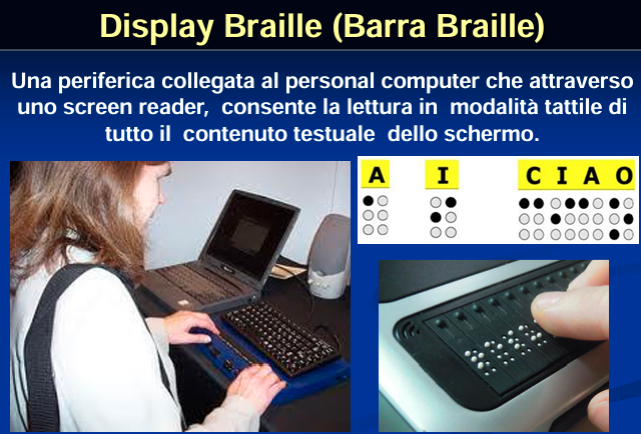 Display Braille (Barra Braille)
Una periferica collegata al personal computer che attraverso
uno screen reader, consente la lettura in modalità tattile di
tutto il contenuto testuale dello schermo.
A I C I A O